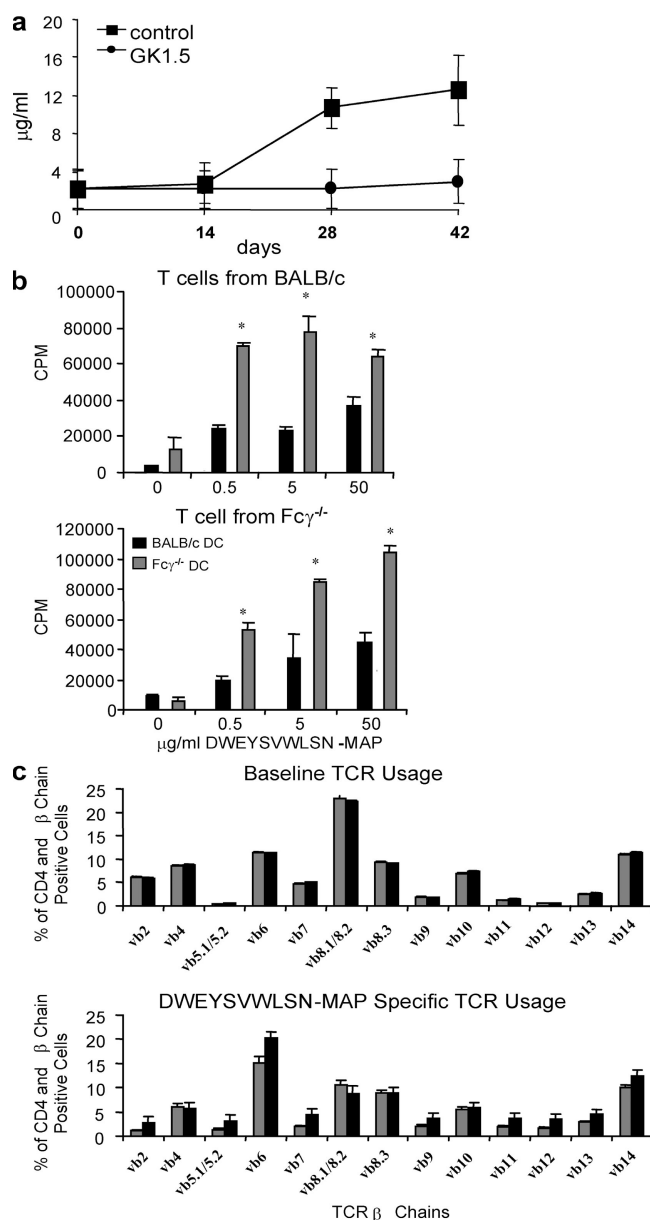 a
control
GK1.5
20
16
12
8
4
0
µg/ml
0 14 28 42
days
b
T cells from BALB/c
100000
80000
60000
40000
20000
0
CPM
* * *
0 0.5 5 50
T cell from Fcγ-/-
BALB/c DC
Fcγ-/- DC
120000
100000
80000
60000
40000
20000
0
CPM
* * *
0 0.5 5 50
µg/ml DWEYSVWLSN -MAP
c
Baseline TCR Usage
% of CD4 and β Chain
Positive Cells
25
20
15
10
5
0
vb2 vb4 vb5.1/5.2 vb6 vb7 vb8.1/8.2 vb8.3 vb9 vb10 vb11 vb12 vb13 vb14
DWEYSVWLSN-MAP Specific TCR Usage
% of CD4 and β Chain
Positive Cells
25
20
15
10
5
0
vb2 vb4 vb5.1/5.2 vb6 vb7 vb8.1/8.2 vb8.3 vb9 vb10 vb11 vb12 vb13 vb14
TCR β Chains